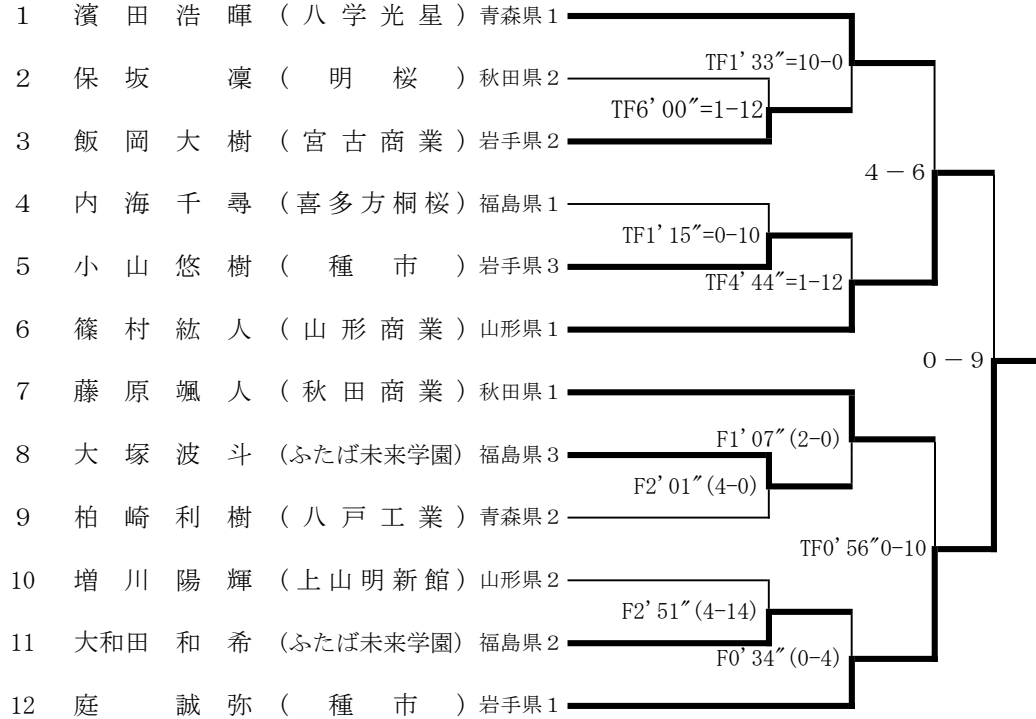 1 濱田浩暉 (八学光星) 青森県1
TF1'33″=10-0
2 保坂 凜 (明桜) 秋田県2
TF6'00″=1-12
3 飯岡大樹 (宮古商業) 岩手県2
4－6
4 内海千尋 (喜多方桐桜) 福島県1
TF1'15″=0-10
5 小山悠樹 (種市) 岩手県3
TF4'44″=1-12
6 篠村紘人 (山形商業) 山形県1
0－9
7 藤原颯人 (秋田商業) 秋田県1
F1'07″(2-0)
8 大塚波斗 (ふたば未来学園) 福島県3
F2'01″(4-0)
9 柏崎利樹 (八戸工業) 青森県2
TF0'56″0-10
10 増川陽輝 (上山明新館) 山形県2
F2'51″(4-14)
11 大和田和希 (ふたば未来学園) 福島県2
F0'34″(0-4)
12 庭 誠弥 (種市) 岩手県1